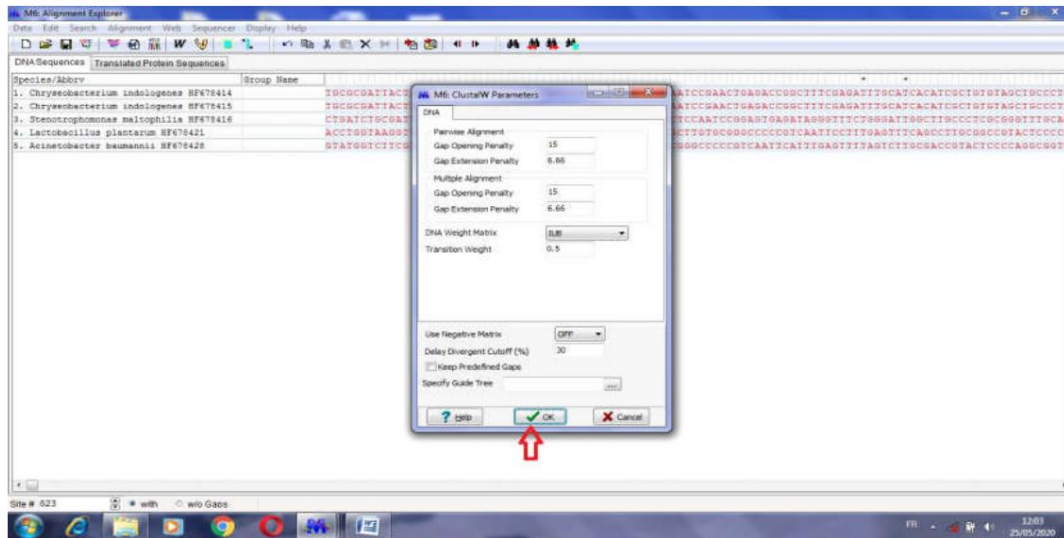 M6: Alignment Explorer
Data Edit Search Alignment Web Sequencer Display Help
W
DNA Sequences Translated Protein Sequences
Species/Abbrv Group Name
1. Chryseobacterium indologenes HF678414
2. Chryseobacterium indologenes HF678415
3. Stenotrophomonas maltophilia HF678416
4. Lactobacillus plantarum HF678421
5. Acinetobacter baumannii HF678428
M6: ClustalW Parameters
DNA
Pairwise Alignment
Gap Opening Penalty 15
Gap Extension Penalty 6.66
Multiple Alignment
Gap Opening Penalty 15
Gap Extension Penalty 6.66
DNA Weight Matrix IUB
Transition Weight 0.5
Use Negative Matrix OFF
Delay Divergent Cutoff (%) 30
Keep Predefined Gaps
Specify Guide Tree ...
? Help OK Cancel
Site # 623 with w/o Gaps
FR 12:03
25/05/2020